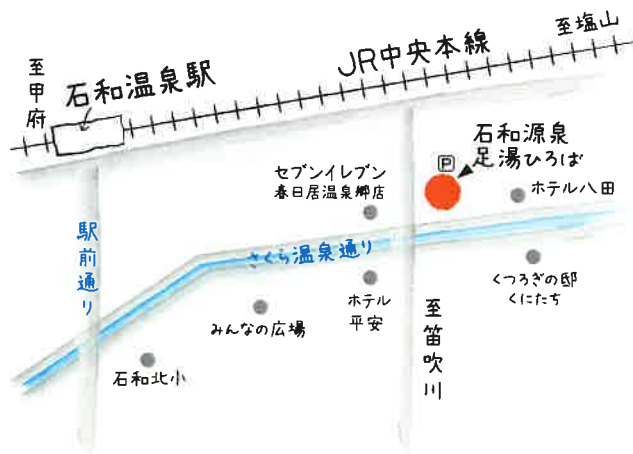 至塩山
JR中央本線
至甲府
石和温泉駅
石和源泉
足湯ひろば
P
セブンイレブン
春日居温泉郷店
ホテル八田
駅前通り
さくら温泉通り
くつろぎの邸
くにたち
ホテル
平安
みんなの広場
至笛吹川
石和北小